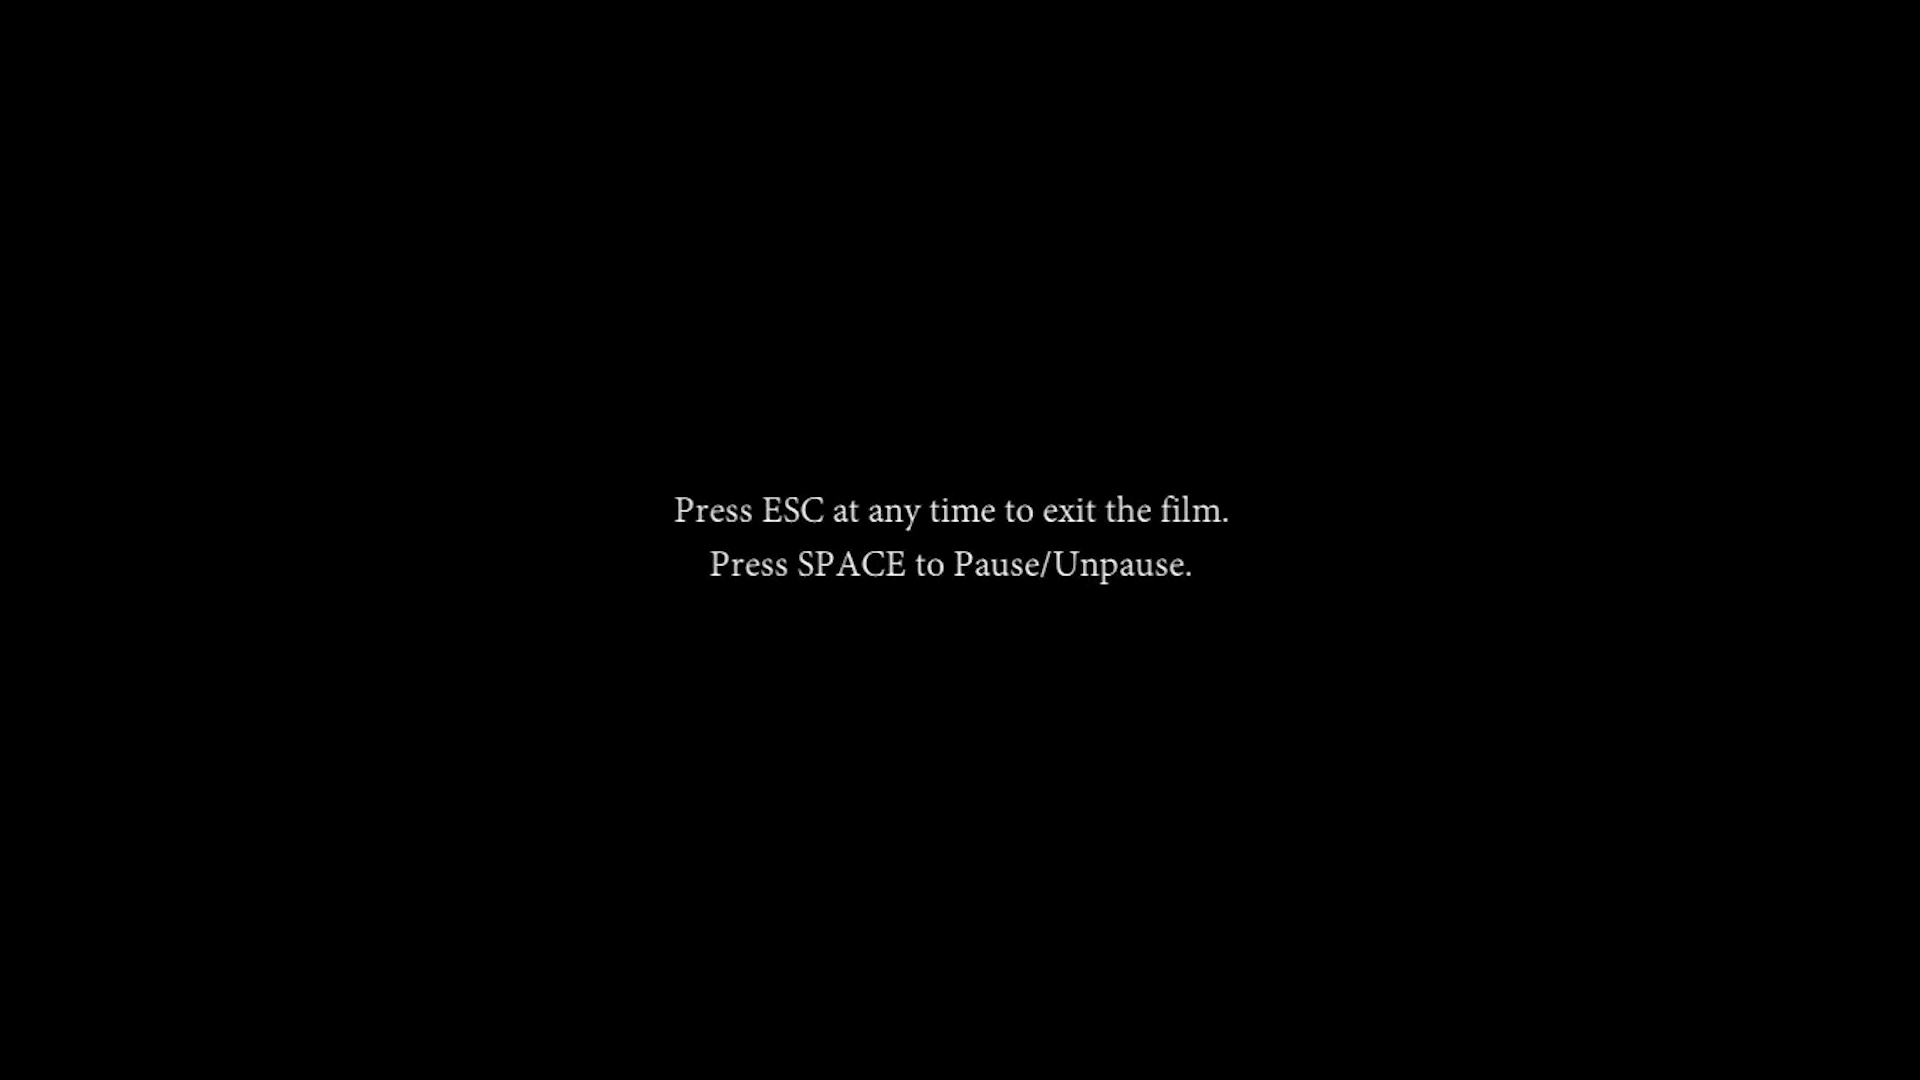 Press ESC at any time to exit the film.
Press SPACE to Pause/Unpause.